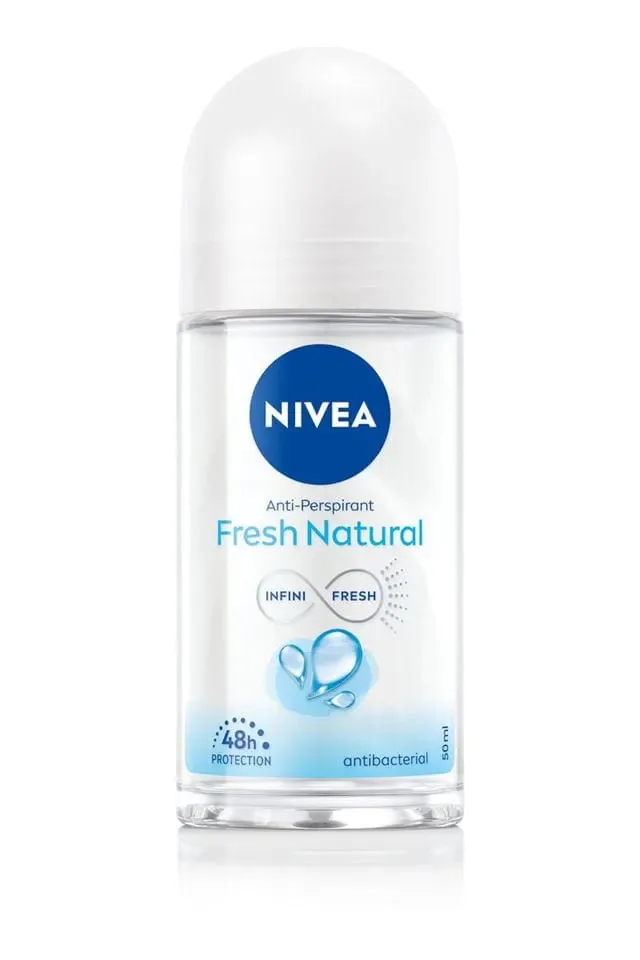 NIVEA
Anti-Perspirant
Fresh Natural
INFINI FRESH
48h
PROTECTION
antibacterial
50 ml